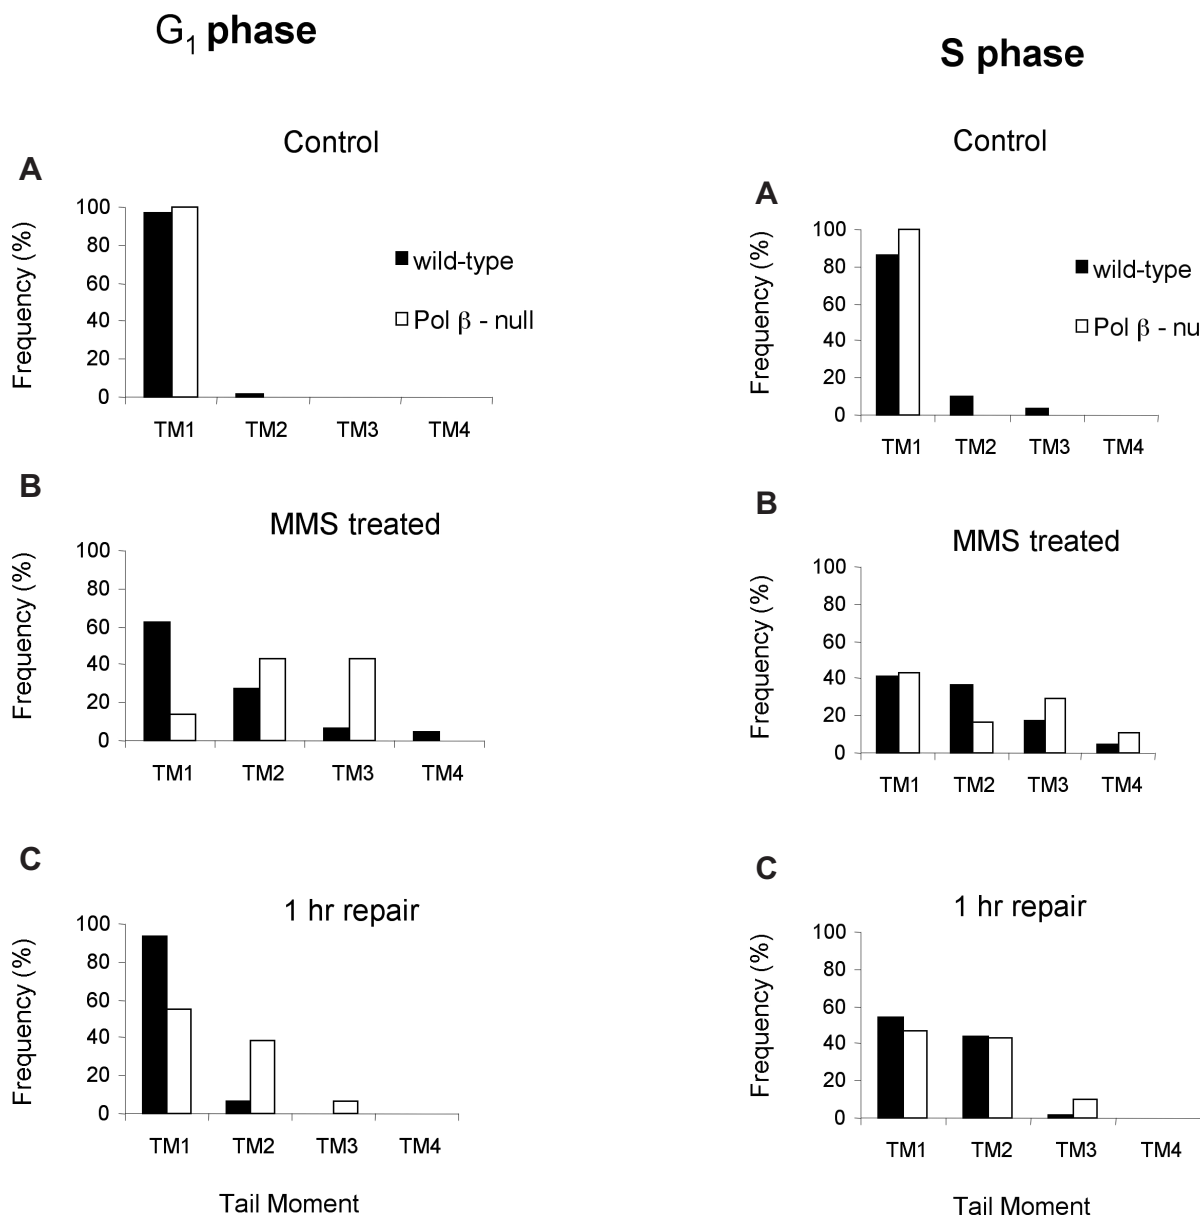 G1 phase
Control
A
Frequency (%)
100
80
60
40
20
0
wild-type
Pol β - null
TM1 TM2 TM3 TM4
B
MMS treated
Frequency (%)
100
80
60
40
20
0
TM1 TM2 TM3 TM4
C
1 hr repair
Frequency (%)
100
80
60
40
20
0
TM1 TM2 TM3 TM4
Tail Moment
S phase
Control
A
Frequency (%)
100
80
60
40
20
0
wild-type
Pol β - nu
TM1 TM2 TM3 TM4
B
MMS treated
Frequency (%)
100
80
60
40
20
0
TM1 TM2 TM3 TM4
C
1 hr repair
Frequency (%)
100
80
60
40
20
0
TM1 TM2 TM3 TM4
Tail Moment